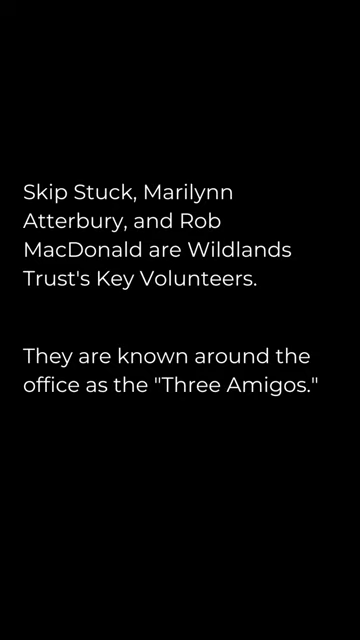 Skip Stuck, Marilynn
Atterbury, and Rob
MacDonald are Wildlands
Trust's Key Volunteers.
They are known around the
office as the "Three Amigos."